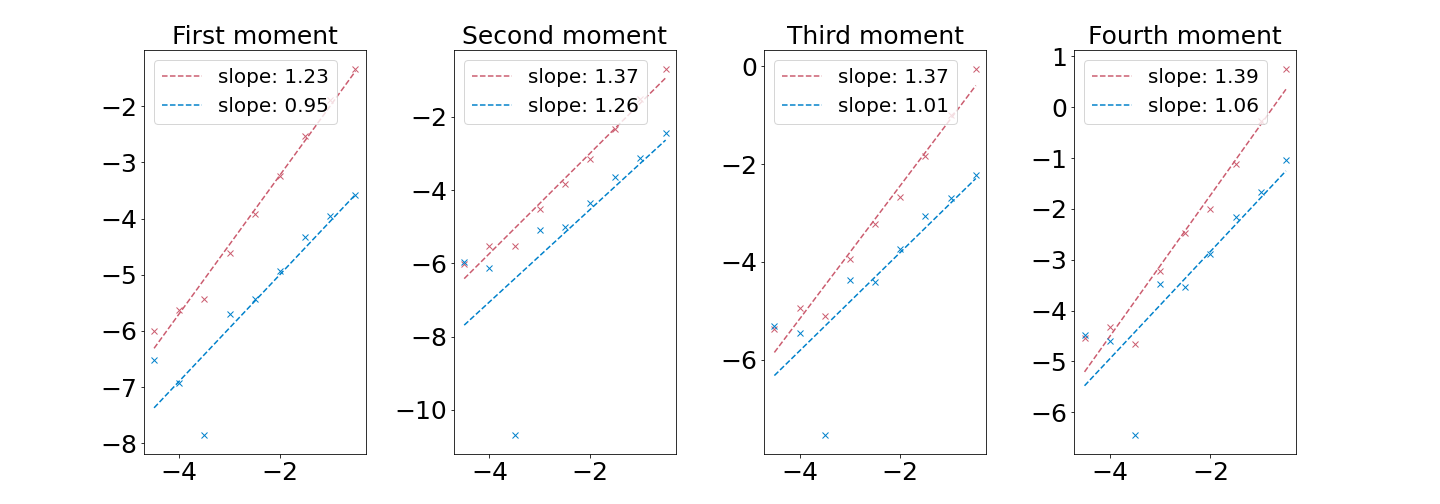 First moment
slope: 1.23
slope: 0.95
−2
−3
−4
−5
−6
−7
−8
−4
−2
Second moment
slope: 1.37
slope: 1.26
−2
−4
−6
−8
−10
−4
−2
Third moment
slope: 1.37
slope: 1.01
0
−2
−4
−6
−4
−2
Fourth moment
slope: 1.39
slope: 1.06
1
0
−1
−2
−3
−4
−5
−6
−4
−2